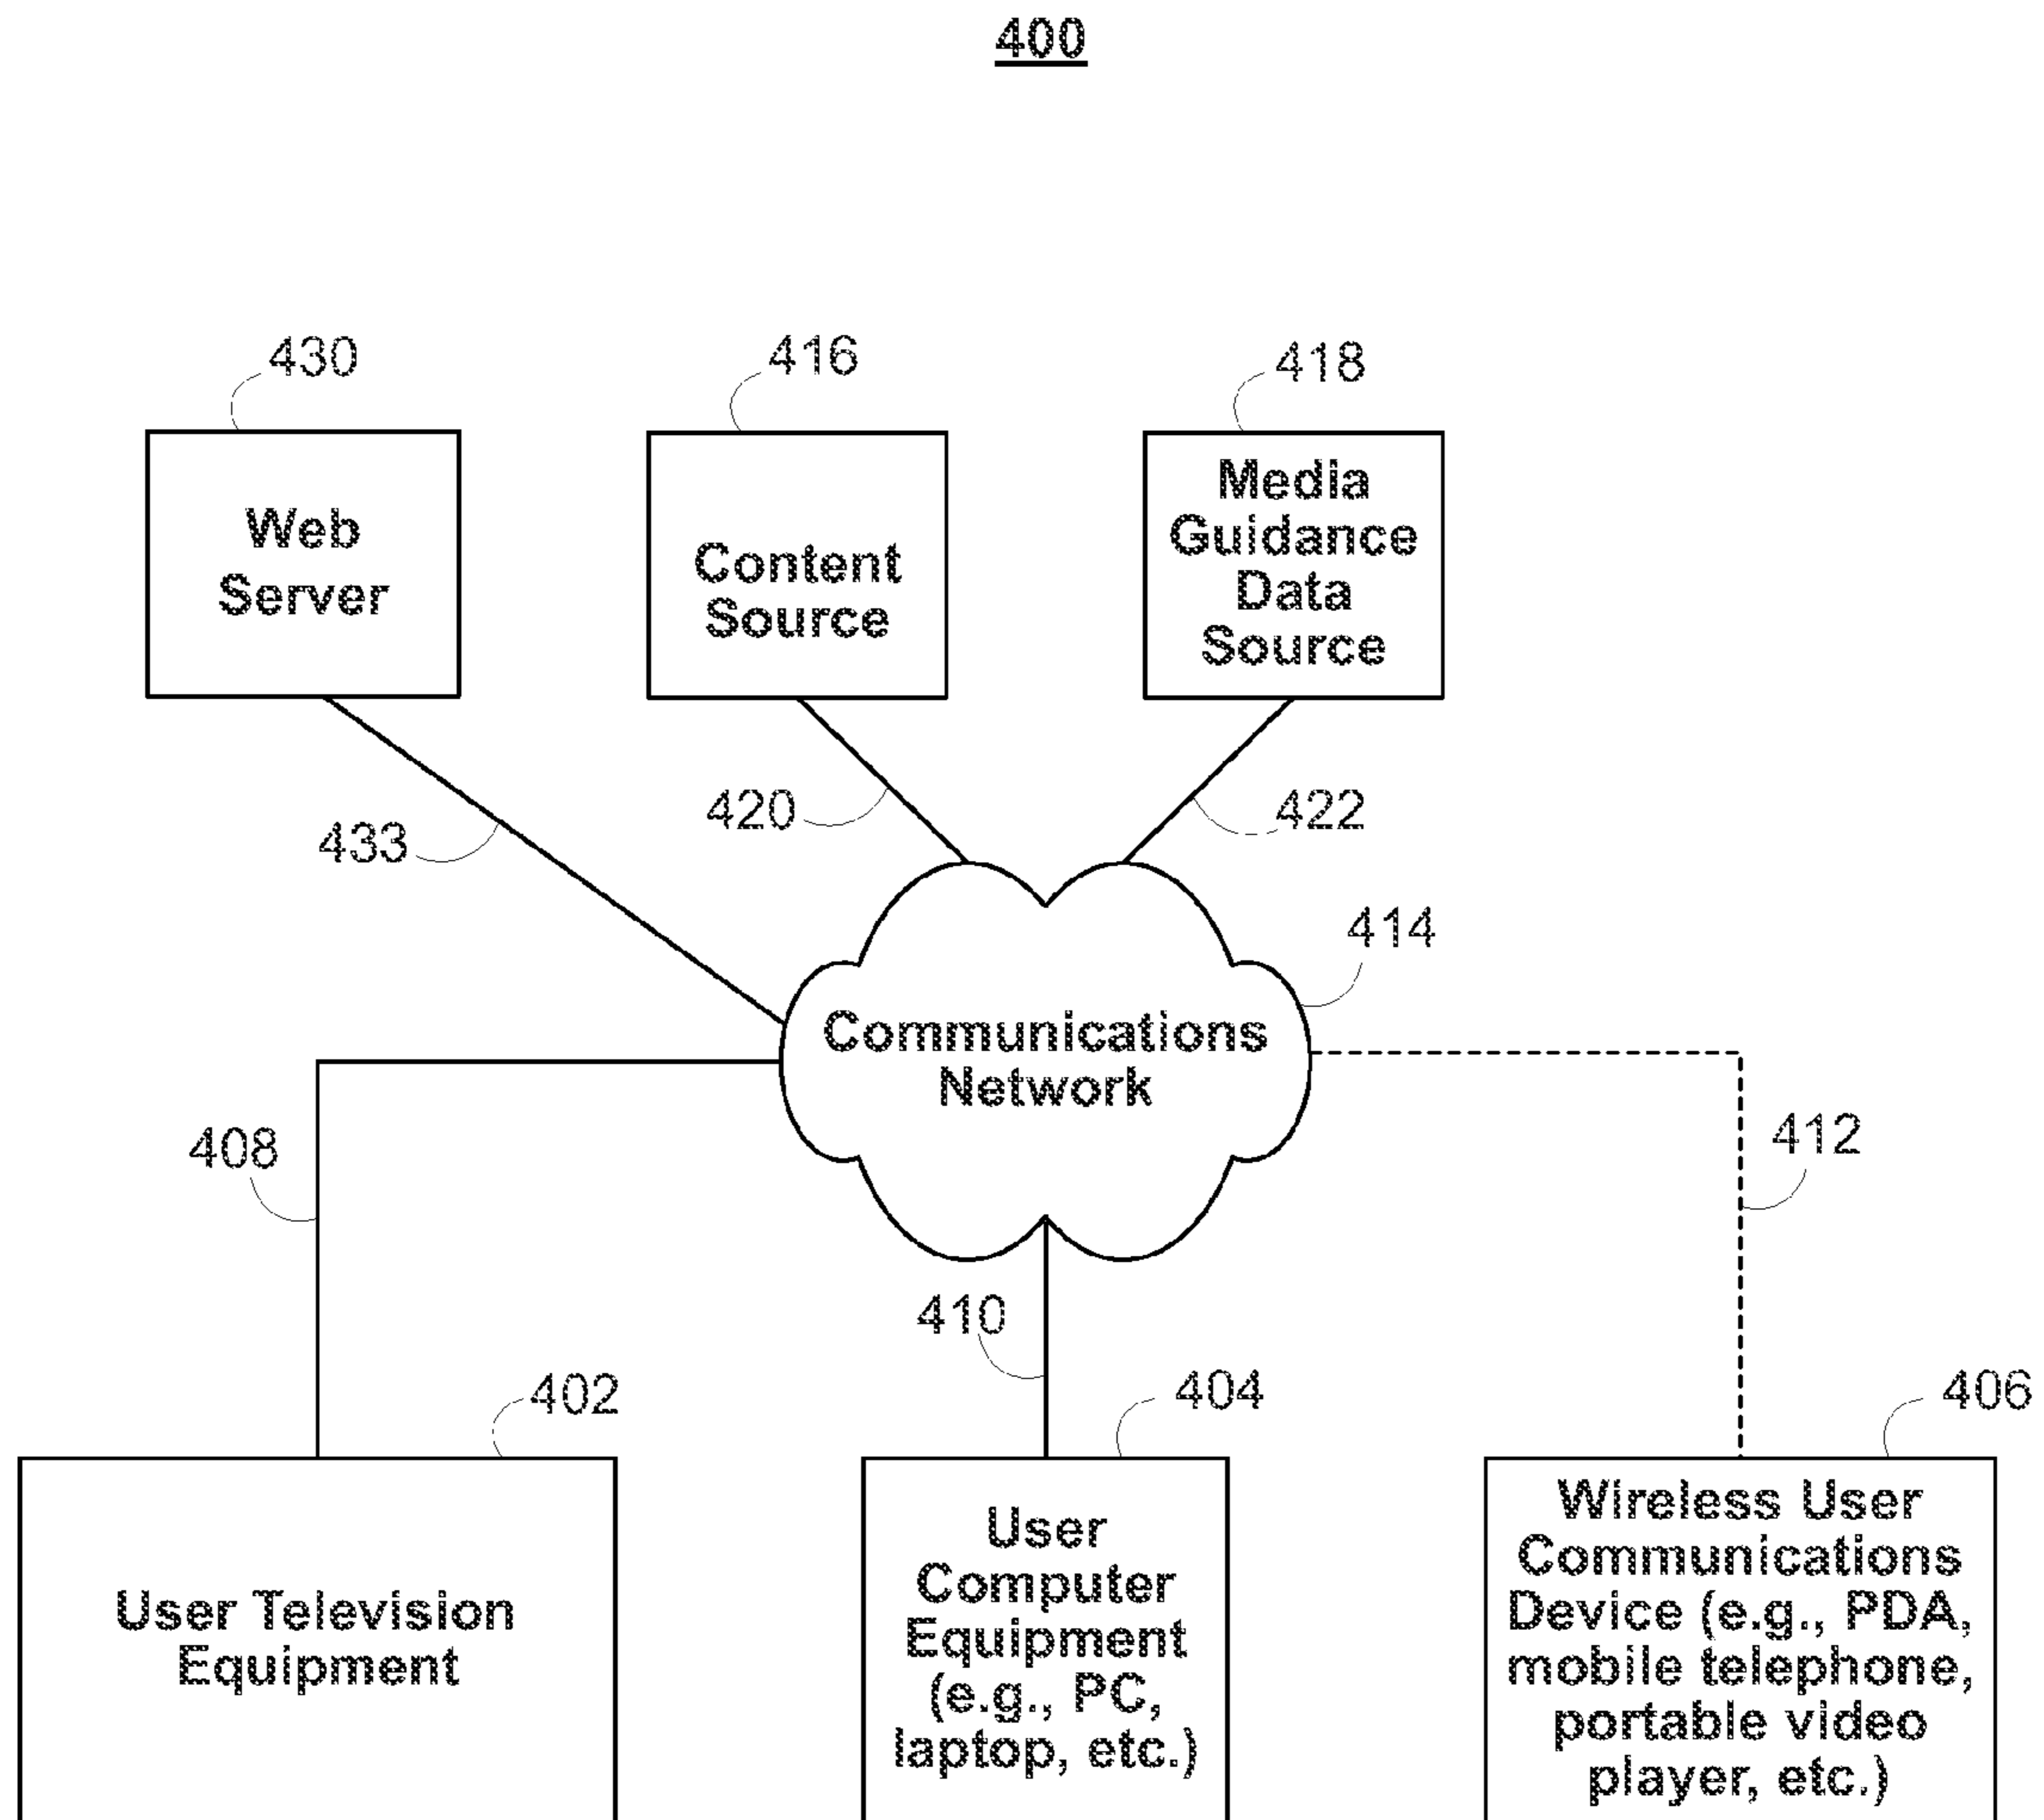 400
430
416
418
Web
Server
Content
Source
Media
Guidance
Data
Source
433
420
422
414
Communications
Network
408
412
410
402
404
406
User Television
Equipment
User
Computer
Equipment
(e.g., PC,
laptop, etc.)
Wireless User
Communications
Device (e.g., PDA,
mobile telephone,
portable video
player, etc.)